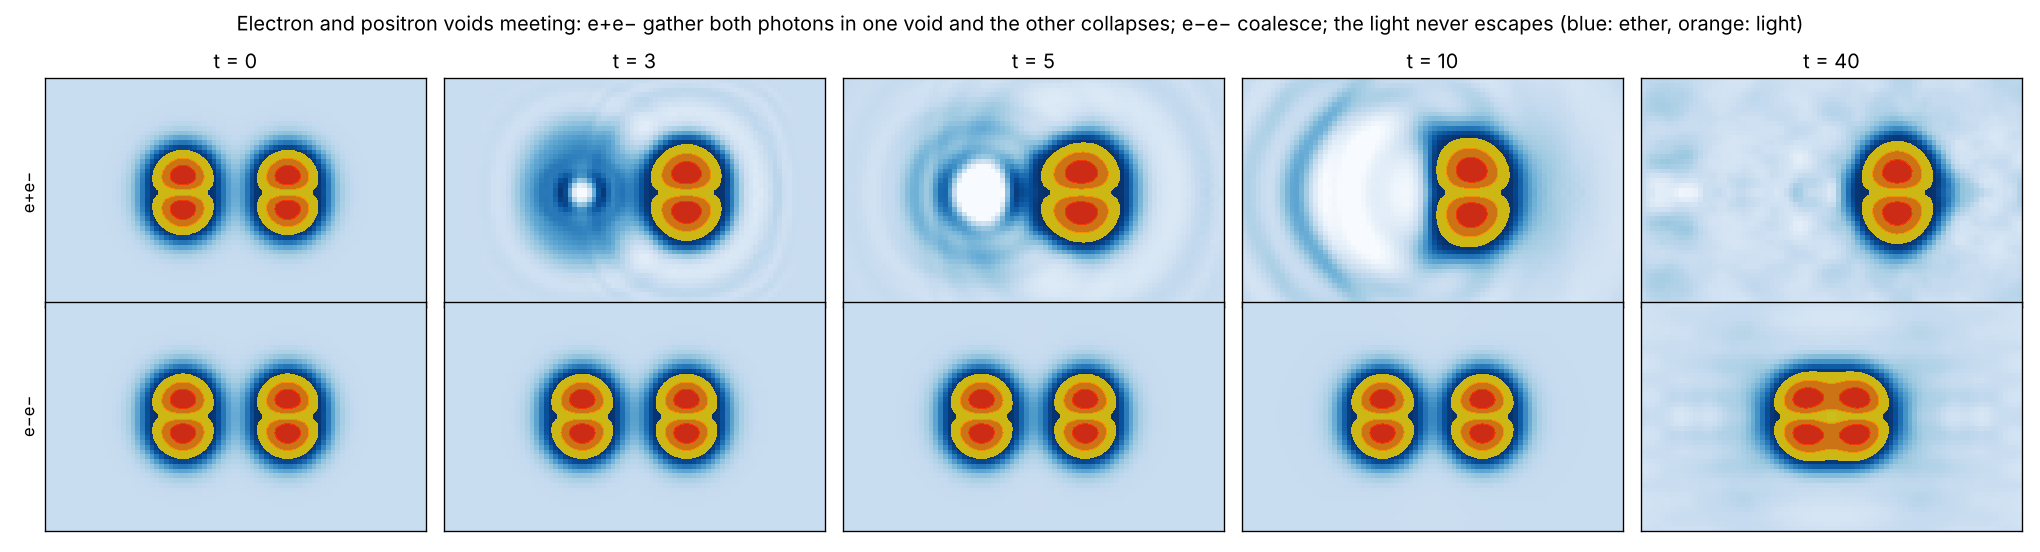 Electron and positron voids meeting: e+e− gather both photons in one void and the other collapses; e−e− coalesce; the light never escapes (blue: ether, orange: light)
t = 0
t = 3
t = 5
t = 10
t = 40
e+e−
e−e−